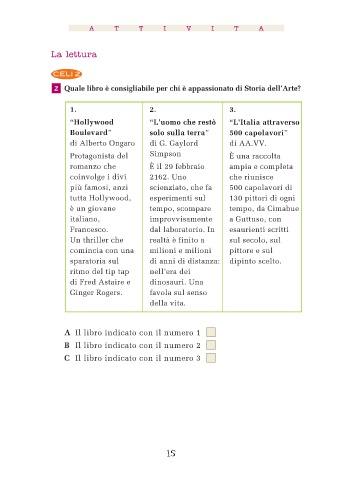 A T T I V I T A
La lettura
CELI 2
2 Quale libro è consigliabile per chi è appassionato di Storia dell'Arte?
1.
"Hollywood
Boulevard"
di Alberto Ongaro
Protagonista del
romanzo che
coinvolge i divi
più famosi, anzi
tutta Hollywood,
è un giovane
italiano,
Francesco.
Un thriller che
comincia con una
sparatoria sul
ritmo del tip tap
di Fred Astaire e
Ginger Rogers.
2.
"L'uomo che restò
solo sulla terra"
di G. Gaylord
Simpson
È il 29 febbraio
2162. Uno
scienziato, che fa
esperimenti sul
tempo, scompare
improvvisamente
dal laboratorio. In
realtà è finito a
milioni e milioni
di anni di distanza:
nell'era dei
dinosauri. Una
favola sul senso
della vita.
3.
"L'Italia attraverso
500 capolavori"
di AA.VV.
È una raccolta
ampia e completa
che riunisce
500 capolavori di
130 pittori di ogni
tempo, da Cimabue
a Guttuso, con
esaurienti scritti
sul secolo, sul
pittore e sul
dipinto scelto.
A Il libro indicato con il numero 1
B Il libro indicato con il numero 2
C Il libro indicato con il numero 3
15